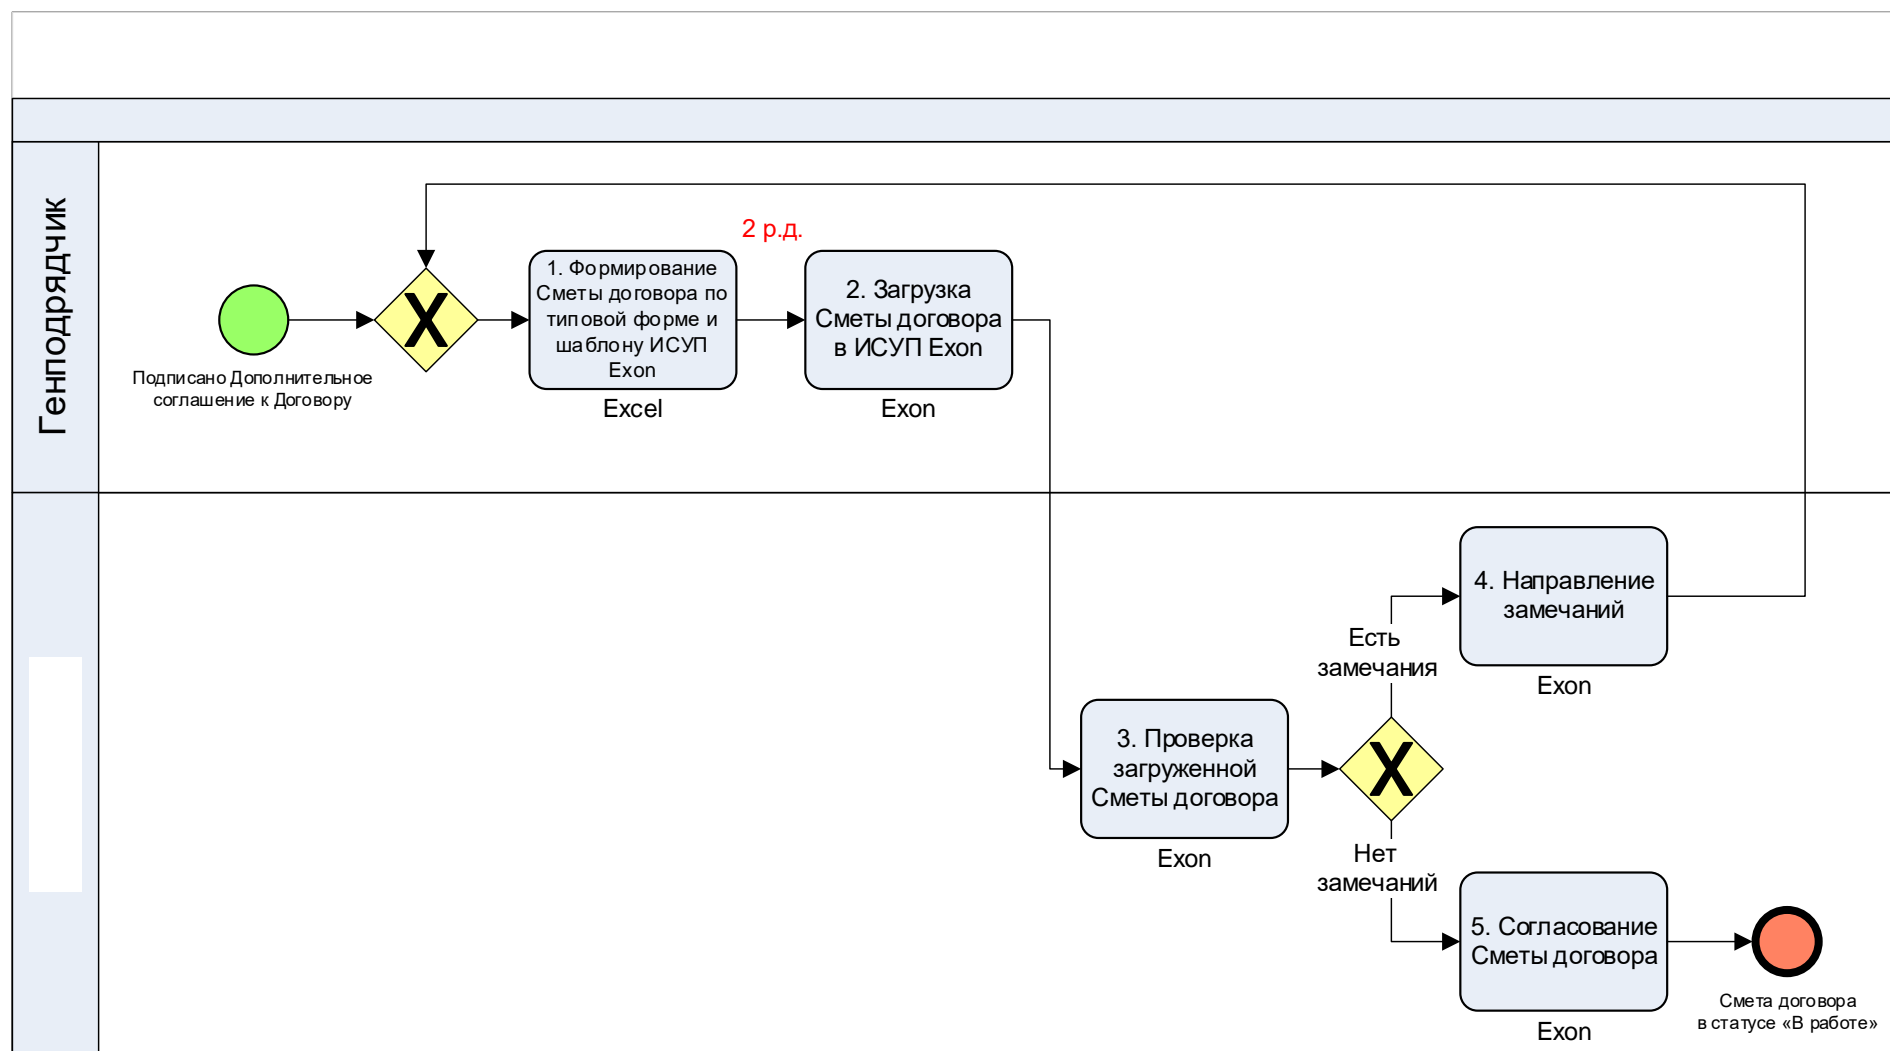 Генподрядчик
2 р.д.
Подписано Дополнительное
соглашение к Договору
X
1. Формирование
Сметы договора по
типовой форме и
шаблону ИСУП
Exon
Excel
2. Загрузка
Сметы договора
в ИСУП Exon
Exon
3. Проверка
загруженной
Сметы договора
Exon
X
Есть
замечания
4. Направление
замечаний
Exon
Нет
замечаний
5. Согласование
Сметы договора
Exon
Смета договора
в статусе «В работе»